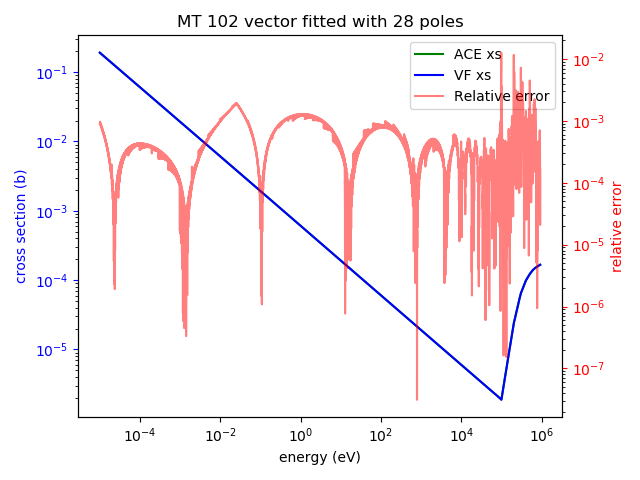 MT 102 vector fitted with 28 poles
ACE xs
VF xs
Relative error
cross section (b)
10⁻¹
10⁻²
10⁻³
10⁻⁴
10⁻⁵
10⁻²
10⁻³
10⁻⁴
10⁻⁵
10⁻⁶
10⁻⁷
relative error
10⁻⁴ 10⁻² 10⁰ 10² 10⁴ 10⁶
energy (eV)